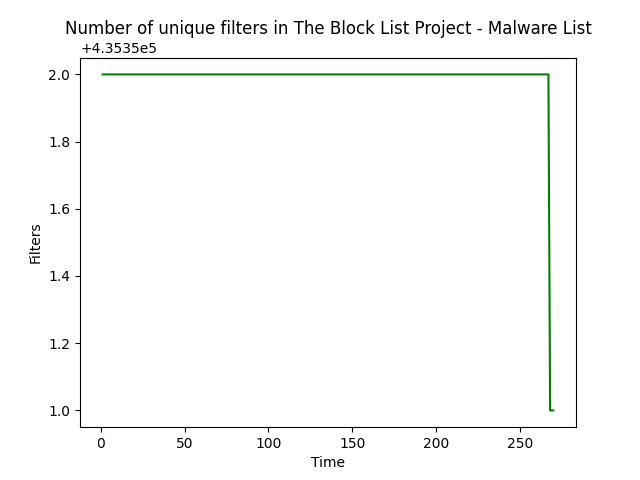 Number of unique filters in The Block List Project - Malware List
+4.3535e5
2.0
1.8
1.6
1.4
1.2
1.0
Filters
0 50 100 150 200 250
Time